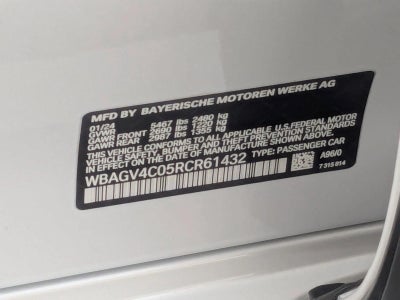 MFD BY BAYERISCHE MOTOREN WERKE AG
01/24 5467 lbs 2480 kg
GVWR
GAWR FRONT 2690 lbs 1220 kg
GAWR REAR 2987 lbs 1355 kg
THIS VEHICLE CONFORMS TO ALL APPLICABLE U.S.FEDERAL MOTOR
VEHICLE SAFETY, BUMPER AND THEFT PREVENTION STANDARDS
IN EFFECT ON THE DATE OF MANUFACTURE SHOWN ABOVE.
WBAGV4C05RCR61432 TYPE: PASSENGER CAR
A96/0
7 315 014